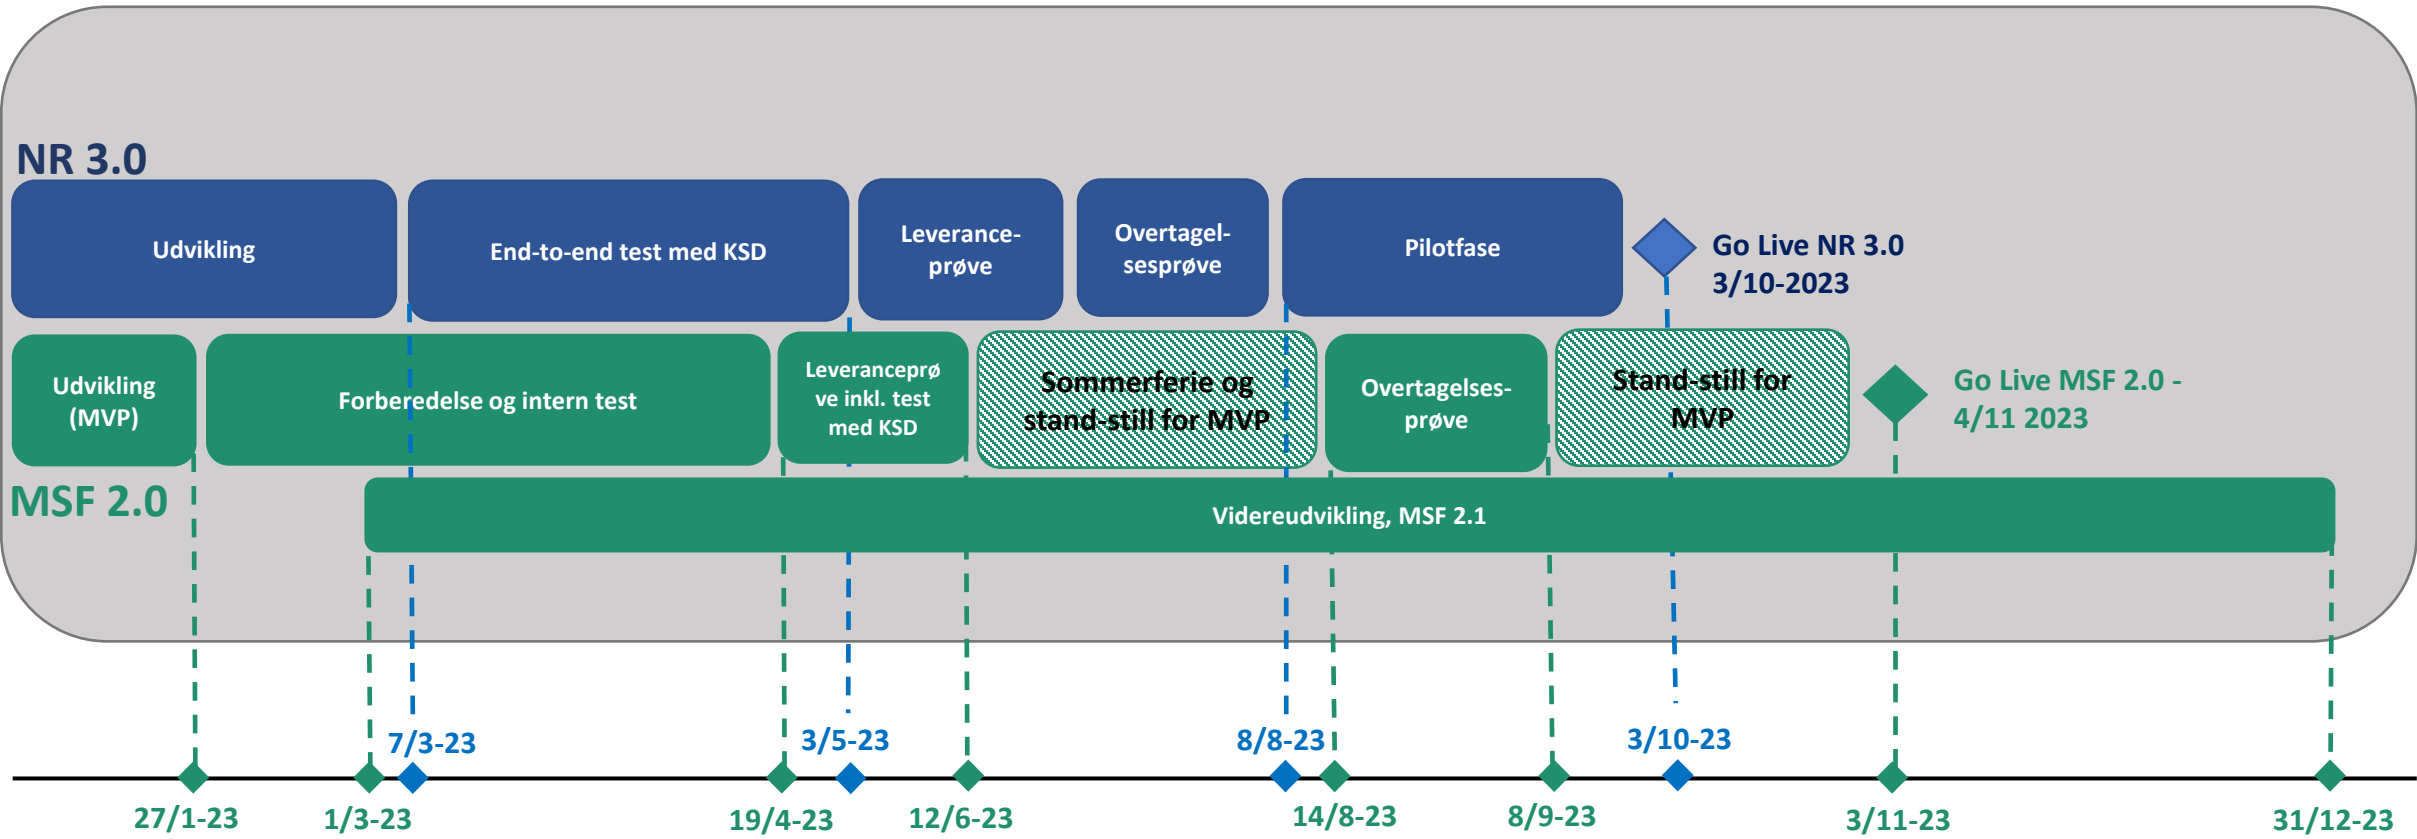 NR 3.0
Udvikling
End-to-end test med KSD
Leverance-
prøve
Overtagel-
sesprøve
Pilotfase
Go Live NR 3.0
3/10-2023
Udvikling
(MVP)
Forberedelse og intern test
Leveranceprø
ve inkl. test
med KSD
Sommerferie og
stand-still for MVP
Overtagelses-
prøve
Stand-still for
MVP
Go Live MSF 2.0 -
4/11 2023
MSF 2.0
Videreudvikling, MSF 2.1
7/3-23
3/5-23
8/8-23
3/10-23
27/1-23
1/3-23
19/4-23
12/6-23
14/8-23
8/9-23
3/11-23
31/12-23